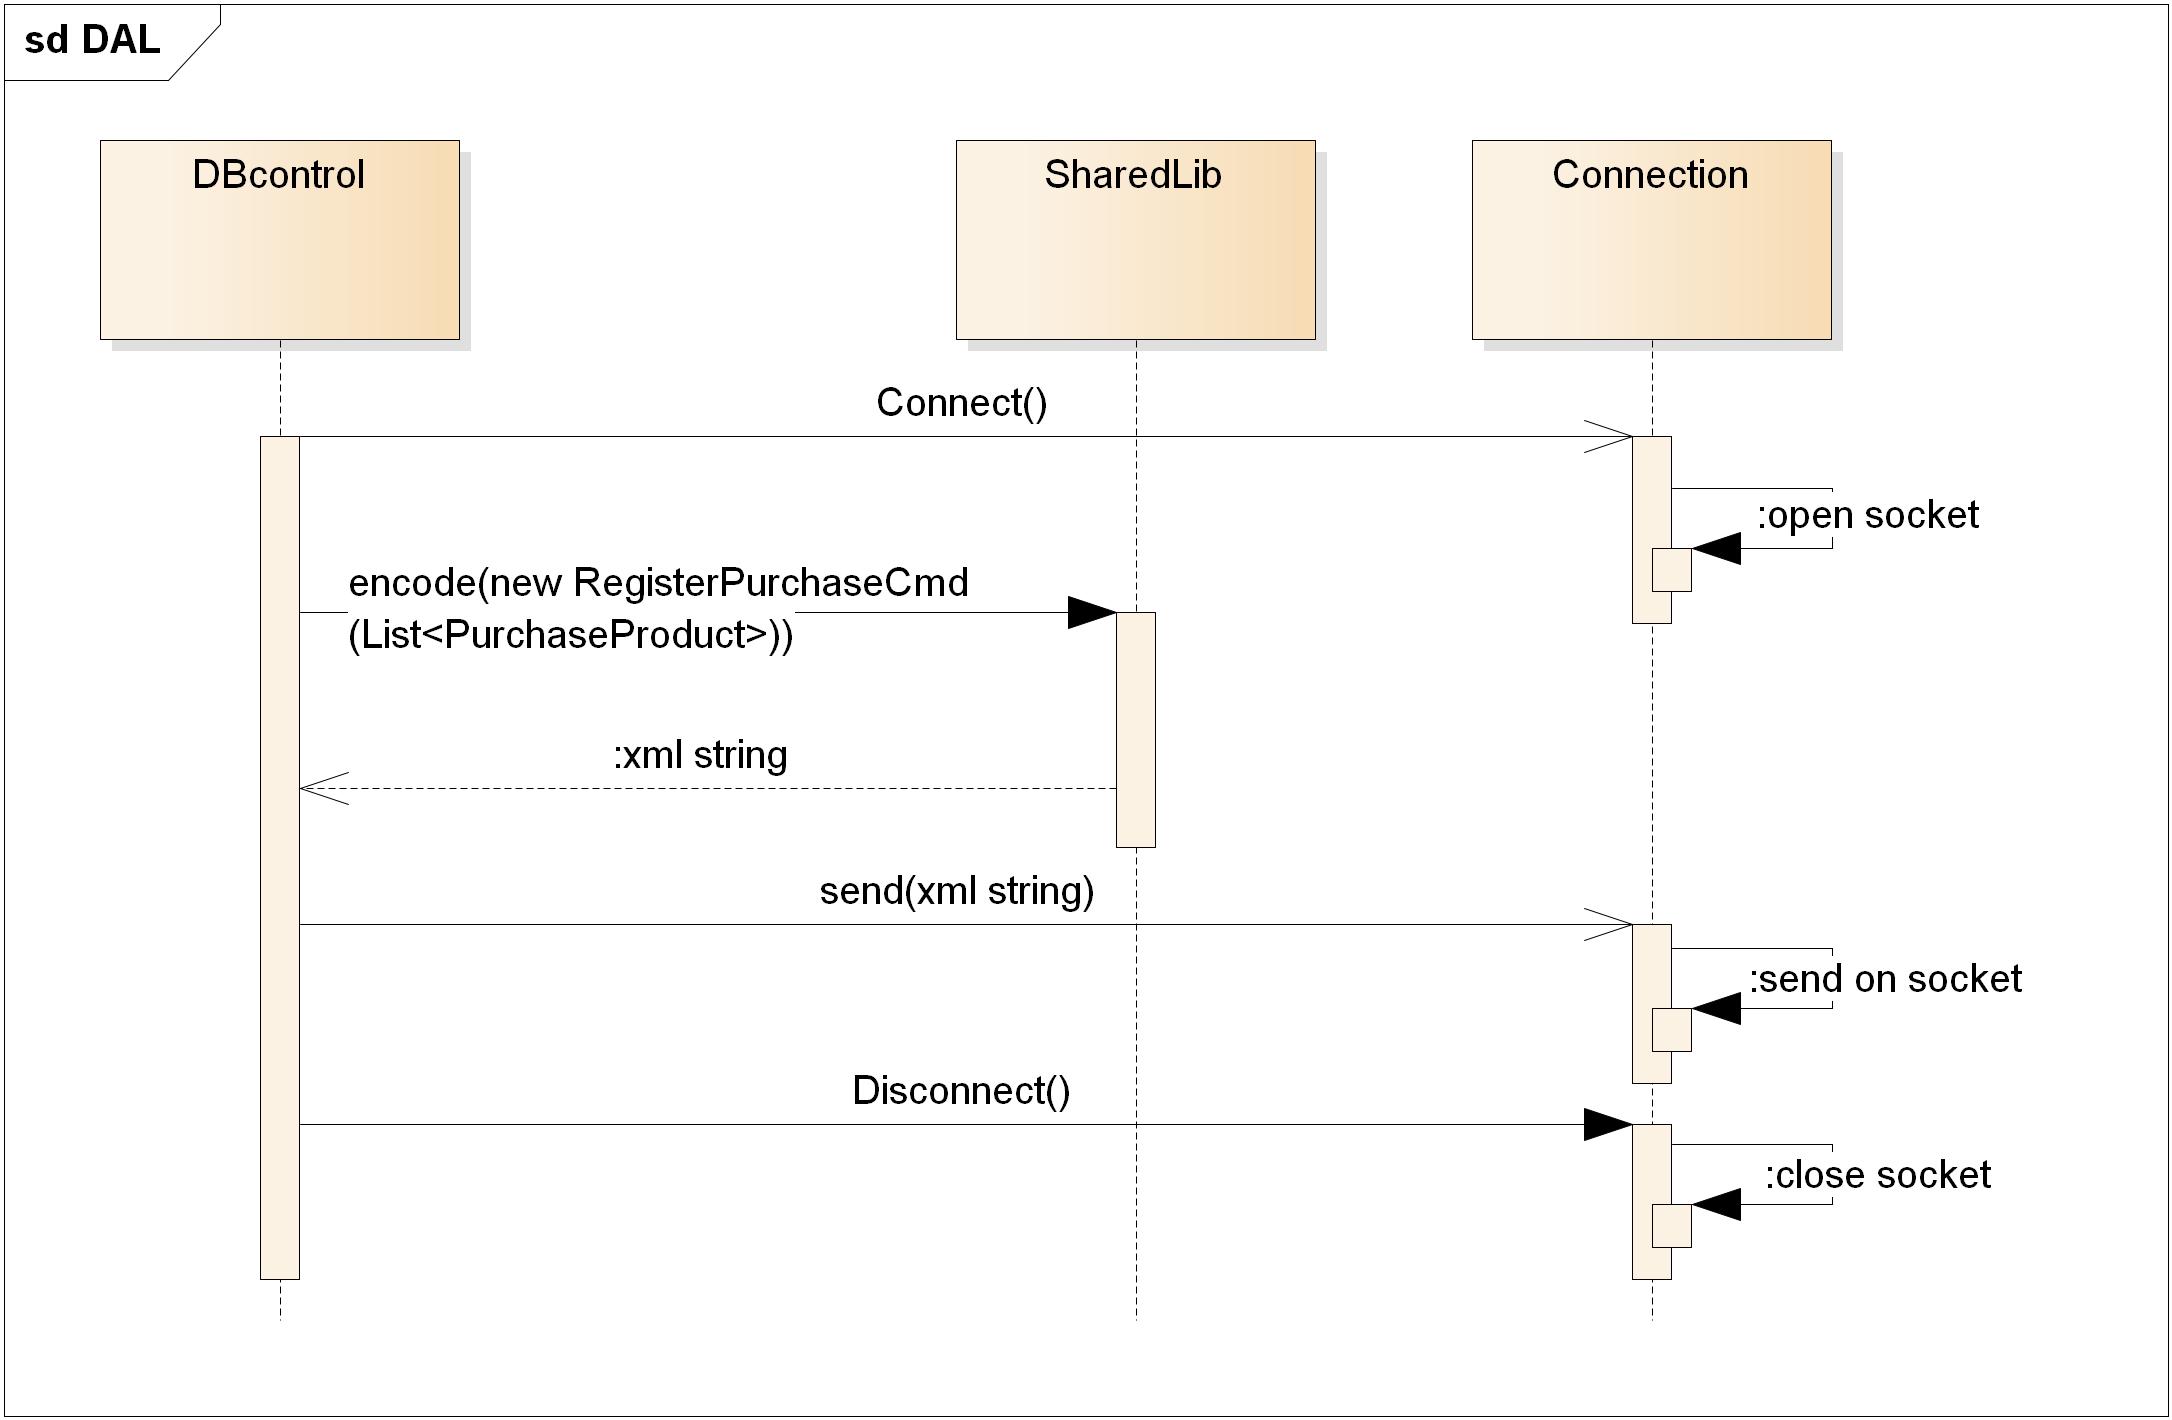 sd DAL
DBcontrol
SharedLib
Connection
Connect()
:open socket
encode(new RegisterPurchaseCmd
(List<PurchaseProduct>))
:xml string
send(xml string)
:send on socket
Disconnect()
:close socket